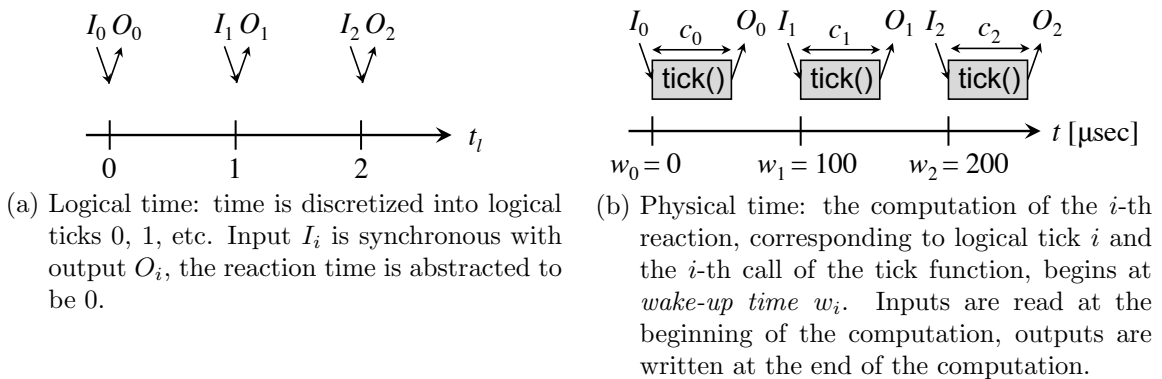 I₀ O₀ I₁ O₁ I₂ O₂
0 1 2 tₗ
(a) Logical time: time is discretized into logical
ticks 0, 1, etc. Input Iᵢ is synchronous with
output Oᵢ, the reaction time is abstracted to
be 0.
I₀ O₀ I₁ O₁ I₂ O₂
c₀ c₁ c₂
tick() tick() tick()
t [μsec]
w₀ = 0 w₁ = 100 w₂ = 200
(b) Physical time: the computation of the i-th
reaction, corresponding to logical tick i and
the i-th call of the tick function, begins at
wake-up time wᵢ. Inputs are read at the
beginning of the computation, outputs are
written at the end of the computation.